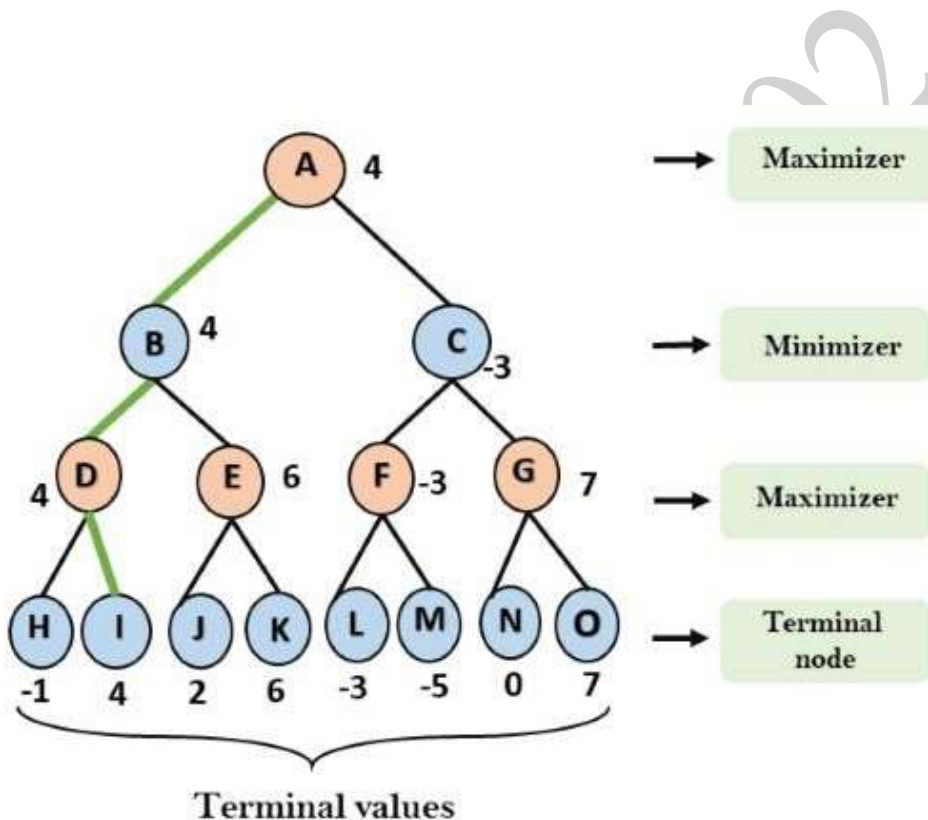 A 4 Maximizer
B 4 C -3 Minimizer
D 4 E 6 F -3 G 7 Maximizer
H I J K L M N O Terminal
node
-1 4 2 6 -3 -5 0 7
Terminal values